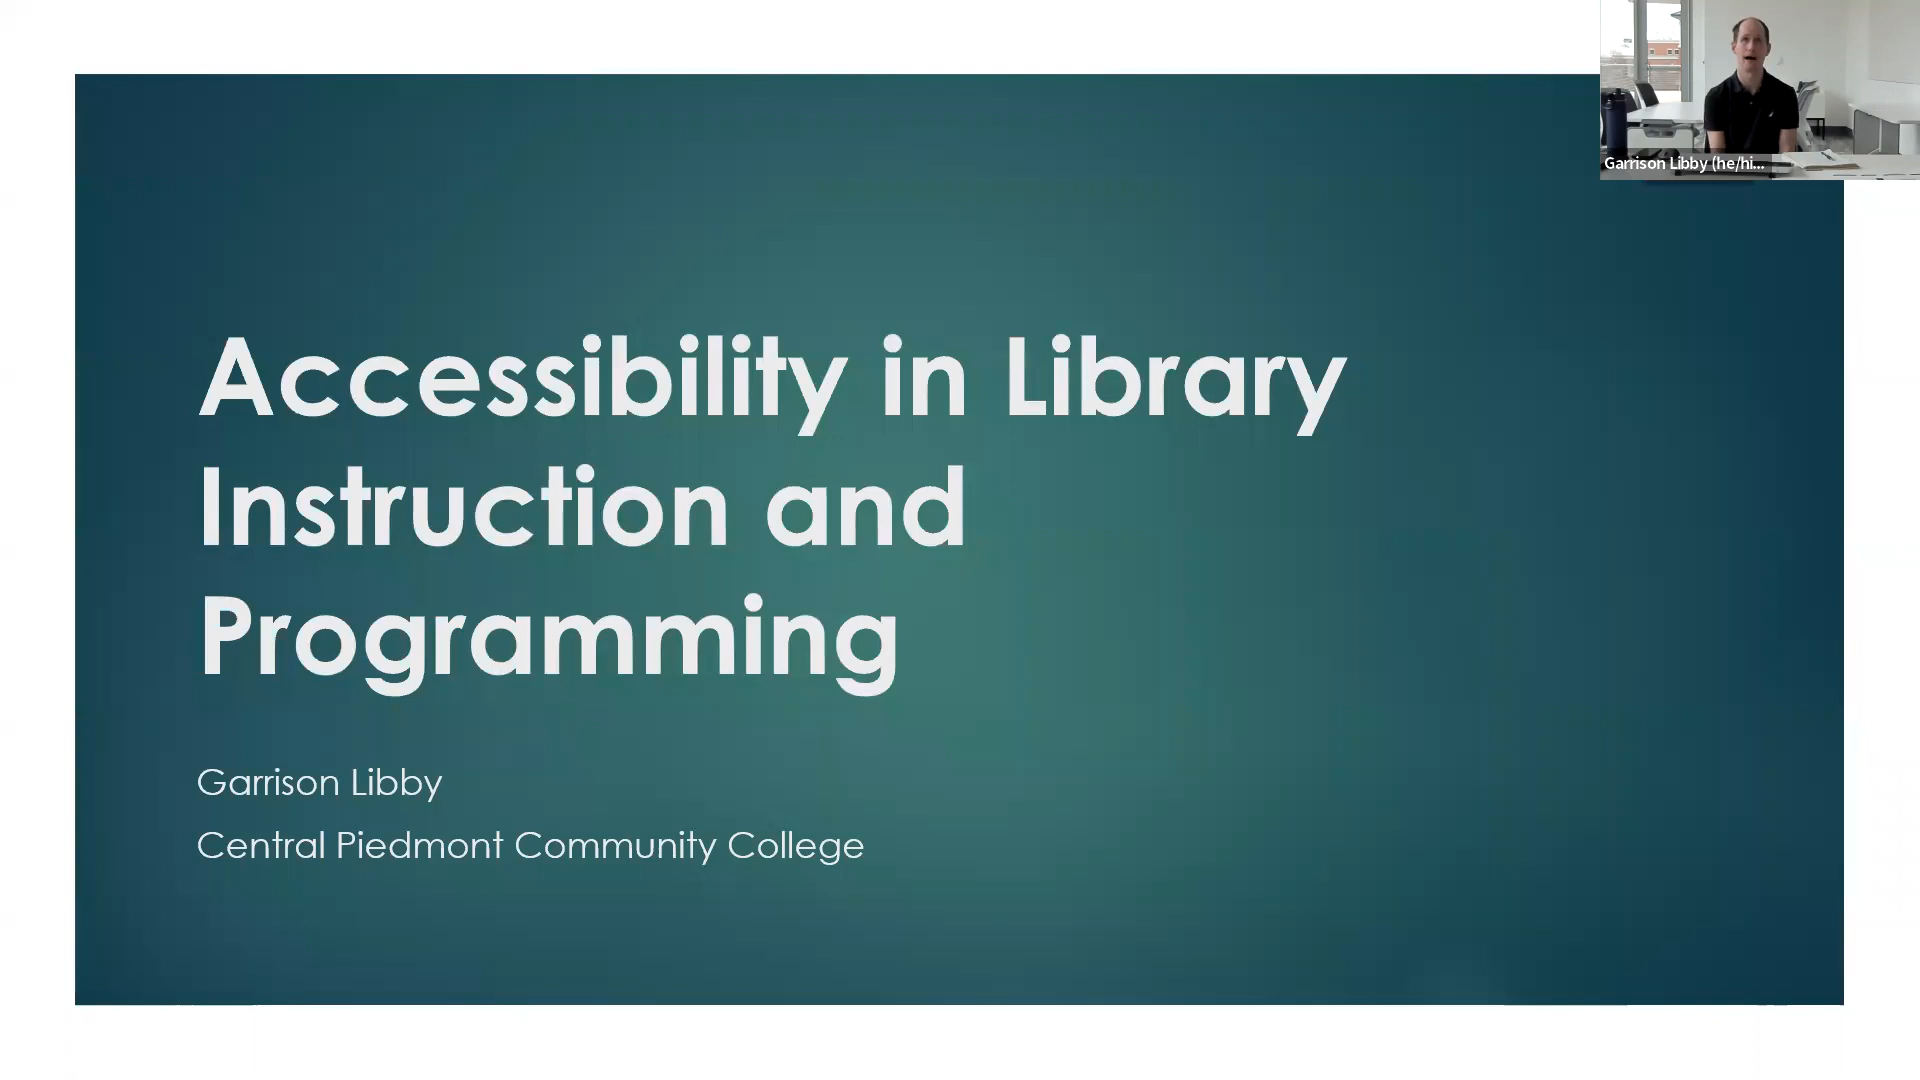 Garrison Libby (he/hi...
Accessibility in Library
Instruction and
Programming
Garrison Libby
Central Piedmont Community College